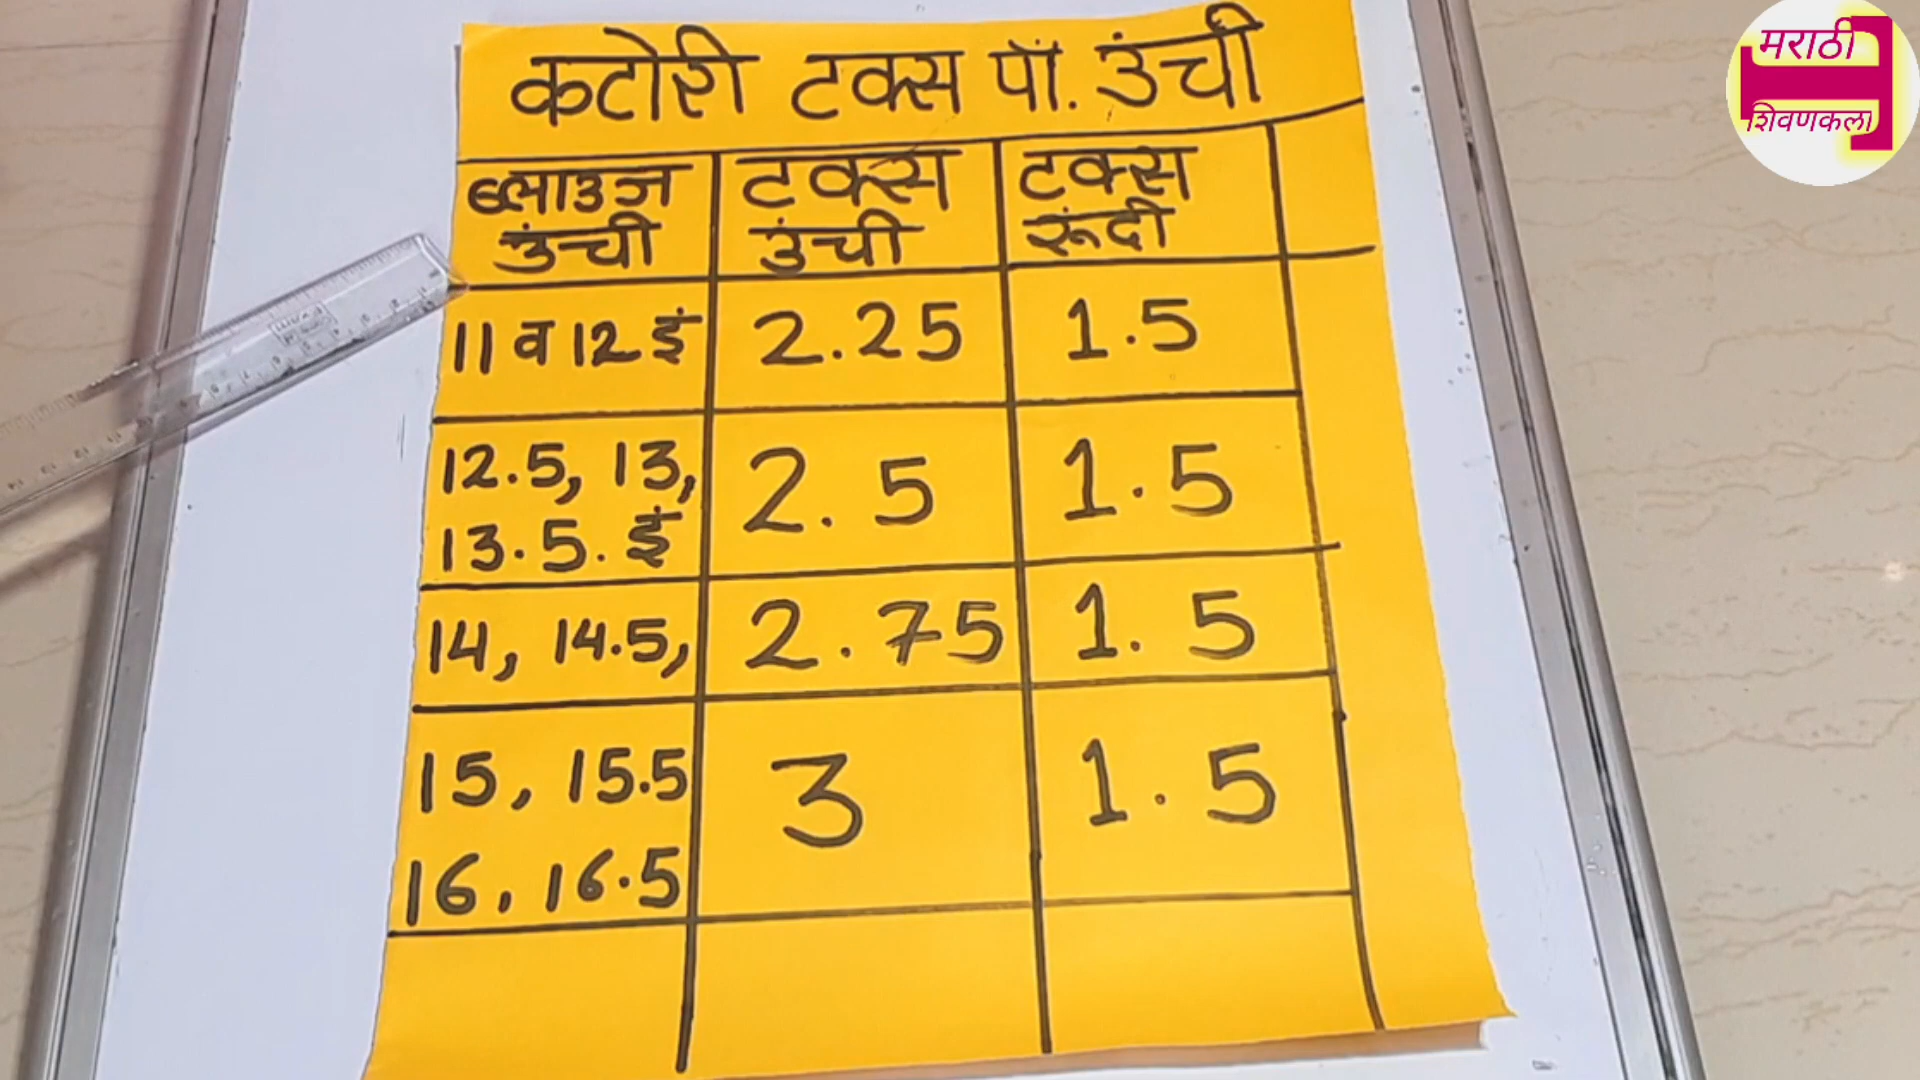 कटोरी टक्स पॉ. उंची
ब्लाउज उंची टक्स उंची टक्स रूंदी
11 व 12 इं 2.25 1.5
12.5, 13, 13.5. इं 2.5 1.5
14, 14.5, 2.75 1.5
15, 15.5 16, 16.5 3 1.5
मराठी
शिवणकला